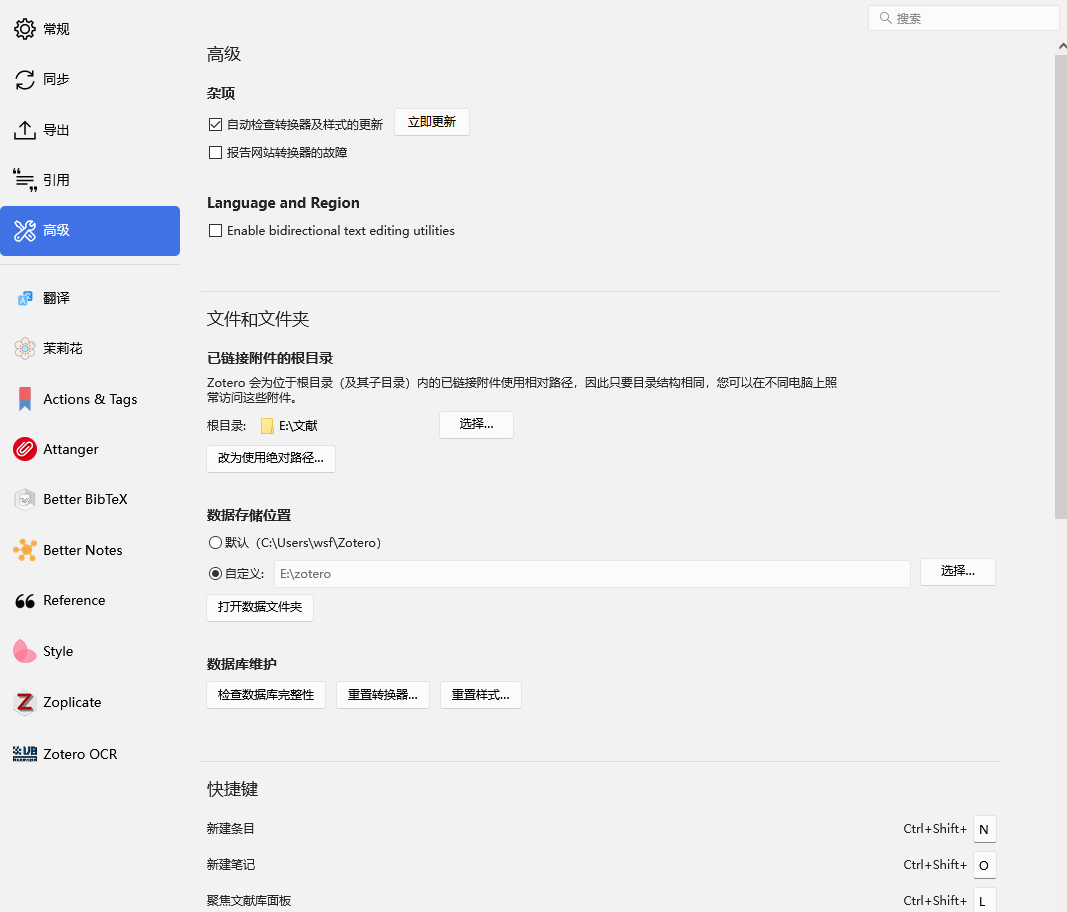 常规
同步
导出
引用
高级
翻译
茉莉花
Actions & Tags
Attanger
Better BibTeX
Better Notes
Reference
Style
Zoplicate
Zotero OCR
搜索
高级
杂项
自动检查转换器及样式的更新 立即更新
报告网站转换器的故障
Language and Region
Enable bidirectional text editing utilities
文件和文件夹
已链接附件的根目录
Zotero 会为位于根目录（及其子目录）内的已链接附件使用相对路径，因此只要目录结构相同，您可以在不同电脑上照
常访问这些附件。
根目录: E:\文献 选择...
改为使用绝对路径...
数据存储位置
默认（C:\Users\wsf\Zotero）
自定义: E:\zotero 选择...
打开数据文件夹
数据库维护
检查数据库完整性 重置转换器... 重置样式...
快捷键
新建条目 Ctrl+Shift+ N
新建笔记 Ctrl+Shift+ O
聚焦文献库面板 Ctrl+Shift+ L